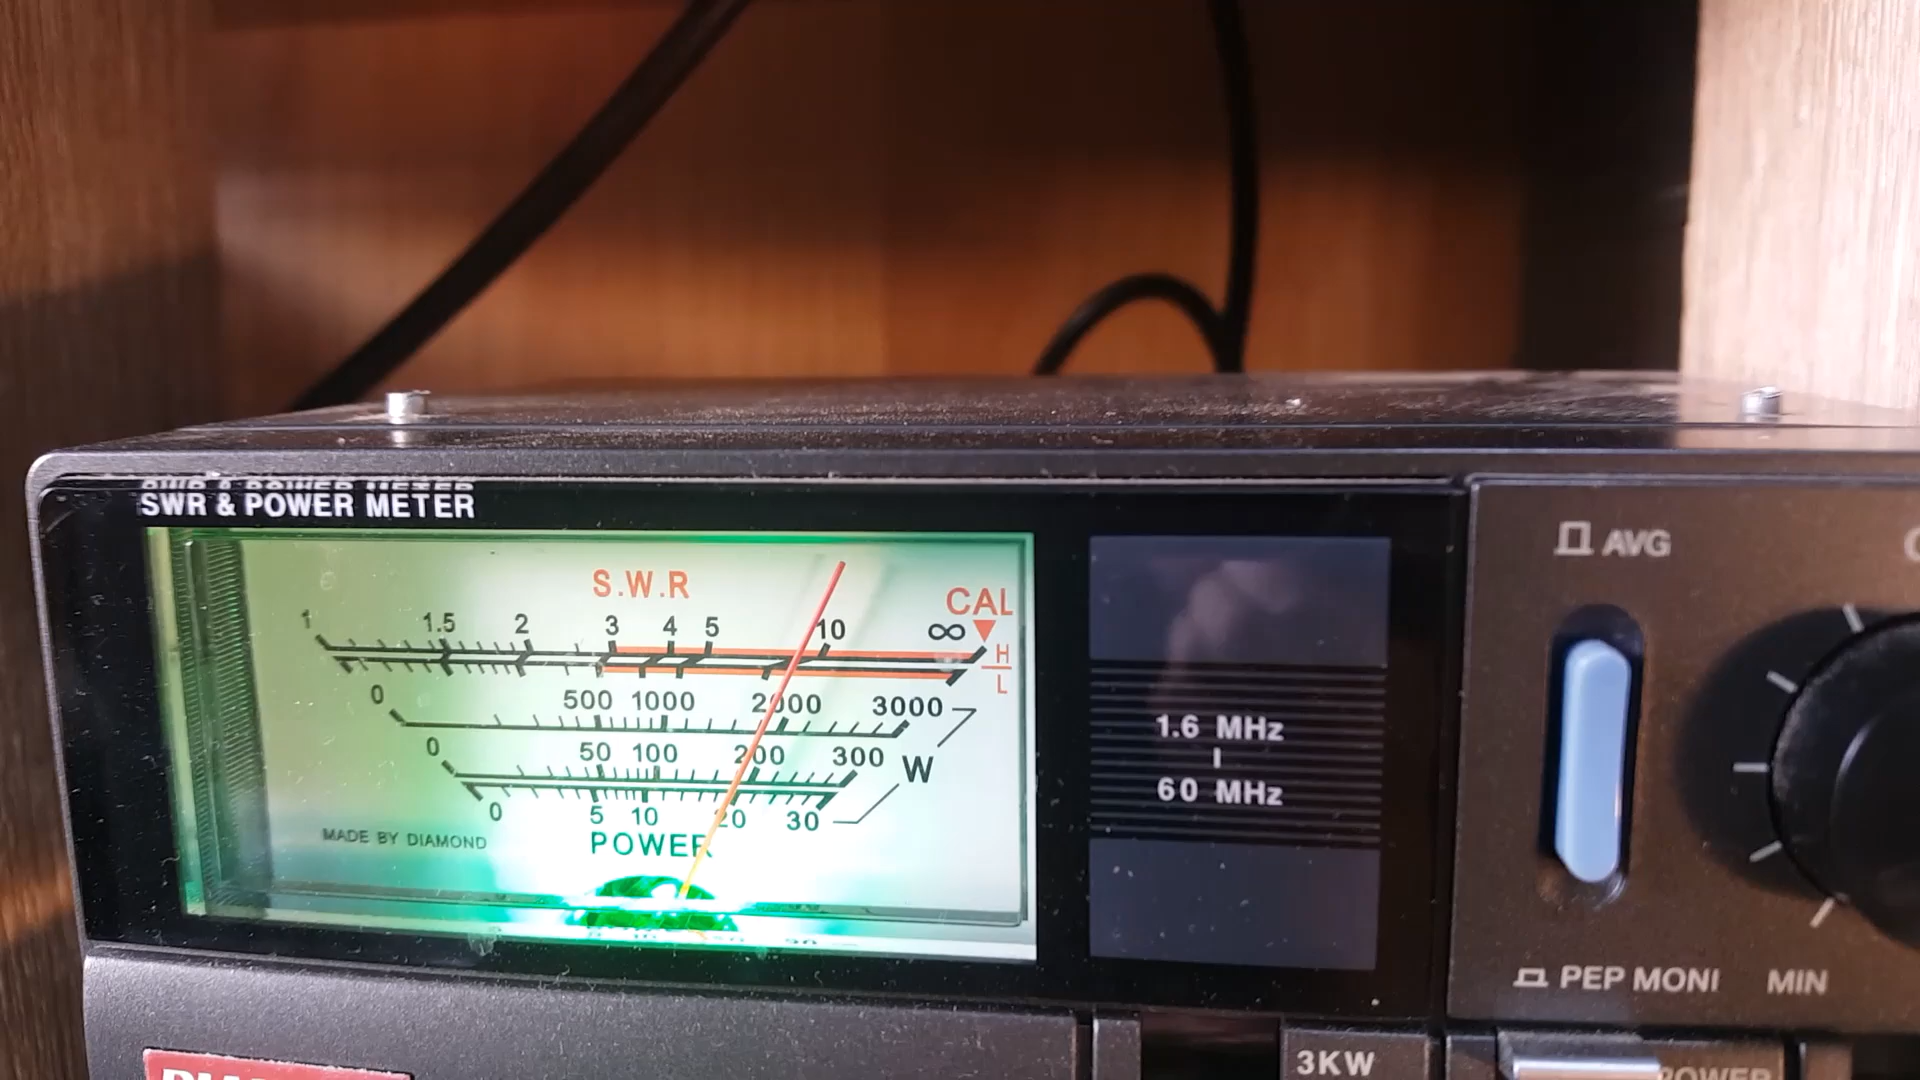 SWR & POWER METER
S.W.R
CAL
1 1.5 2 3 4 5 10 ∞
H
L
0 500 1000 2000 3000
0 50 100 200 300
W
0 5 10 20 30
POWER
MADE BY DIAMOND
1.6 MHz
60 MHz
AVG
PEP MONI
MIN
3KW
POWER